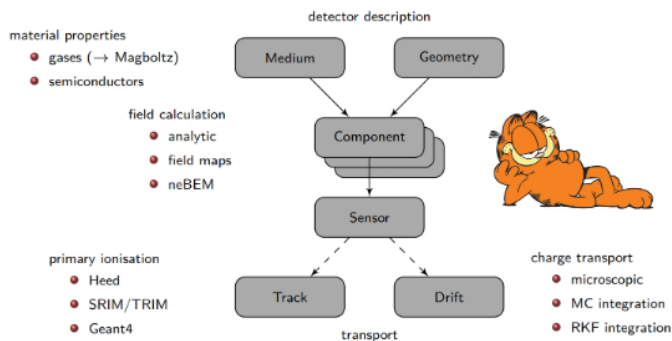 detector description
material properties
gases (→ Magboltz)
semiconductors
Medium
Geometry
field calculation
analytic
field maps
neBEM
Component
Sensor
primary ionisation
Heed
SRIM/TRIM
Geant4
Track
Drift
transport
charge transport
microscopic
MC integration
RKF integration